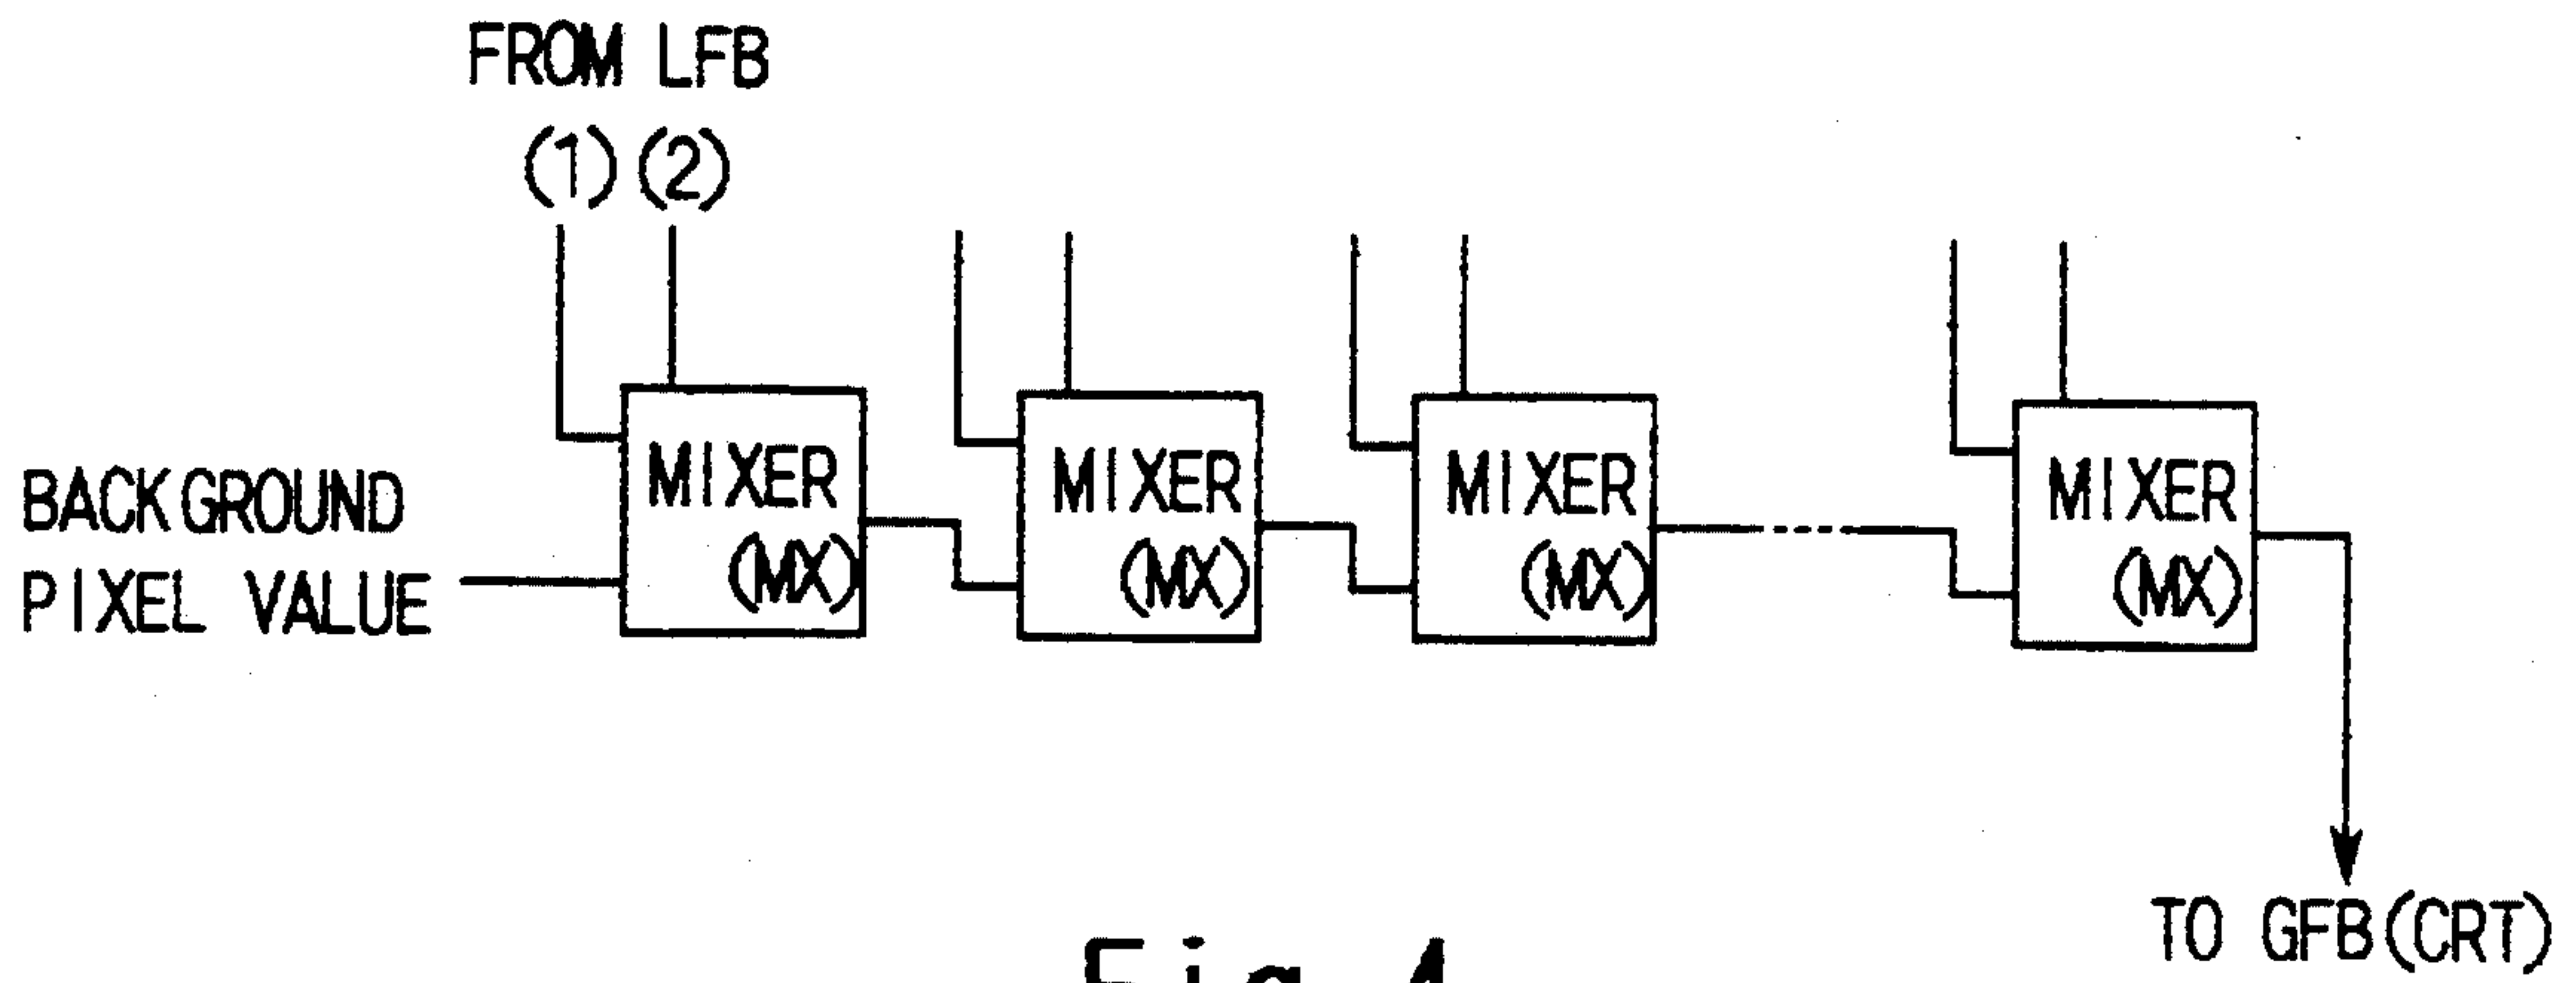 FROM LFB
(1) (2)
BACKGROUND
PIXEL VALUE
MIXER
(MX)
MIXER
(MX)
MIXER
(MX)
MIXER
(MX)
TO GFB (CRT)